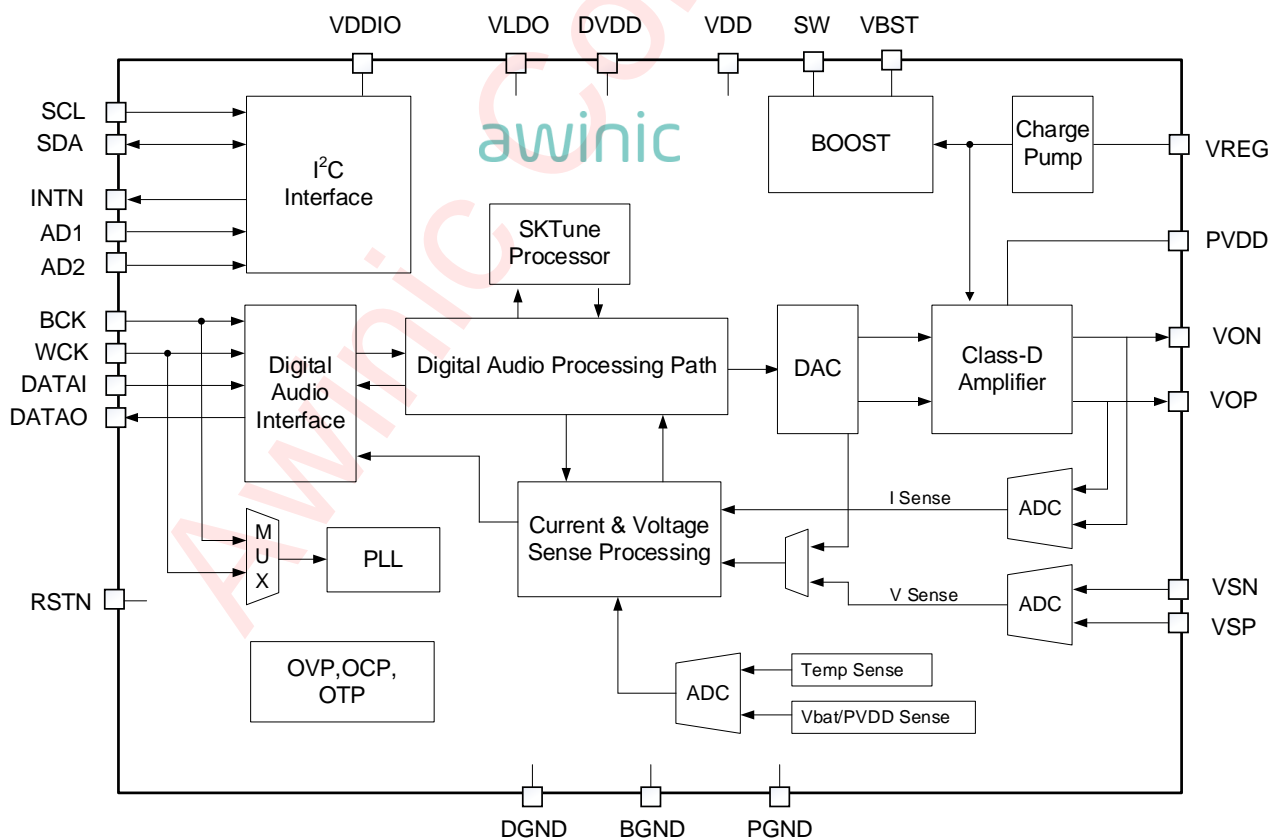 VDDIO
VLDO
DVDD
VDD
SW
VBST
SCL
SDA
INTN
AD1
AD2
I²C
Interface
awinic
BOOST
Charge
Pump
VREG
SKTune
Processor
PVDD
BCK
WCK
DATAI
DATAO
Digital
Audio
Interface
Digital Audio Processing Path
DAC
Class-D
Amplifier
VON
VOP
Current & Voltage
Sense Processing
I Sense
ADC
MUX
PLL
V Sense
ADC
VSN
VSP
RSTN
OVP,OCP,
OTP
ADC
Temp Sense
Vbat/PVDD Sense
DGND
BGND
PGND
Awinic Co